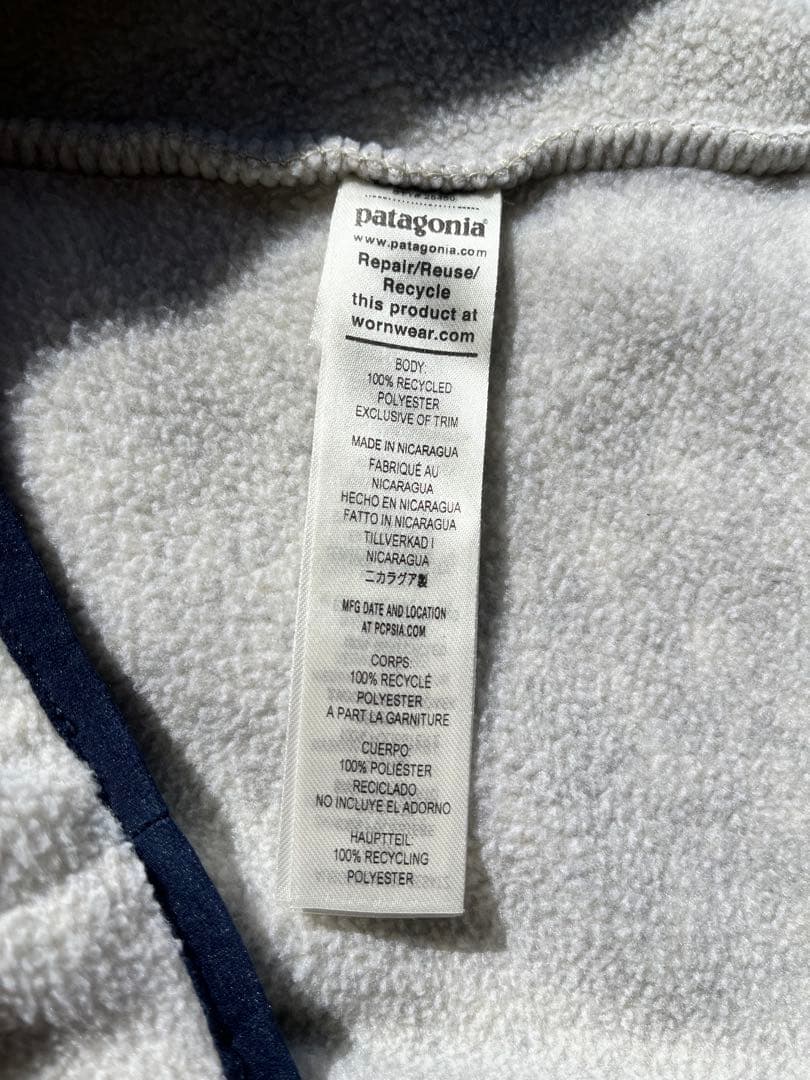 patagonia®
www.patagonia.com
Repair/Reuse/
Recycle
this product at
wornwear.com
BODY:
100% RECYCLED
POLYESTER
EXCLUSIVE OF TRIM
MADE IN NICARAGUA
FABRIQUÉ AU
NICARAGUA
HECHO EN NICARAGUA
FATTO IN NICARAGUA
TILLVERKAD I
NICARAGUA
ニカラグア製
MFG DATE AND LOCATION
AT PCPSIA.COM
CORPS:
100% RECYCLÉ
POLYESTER
À PART LA GARNITURE
CUERPO:
100% POLIÉSTER
RECICLADO
NO INCLUYE EL ADORNO
HAUPTTEIL:
100% RECYCLING
POLYESTER